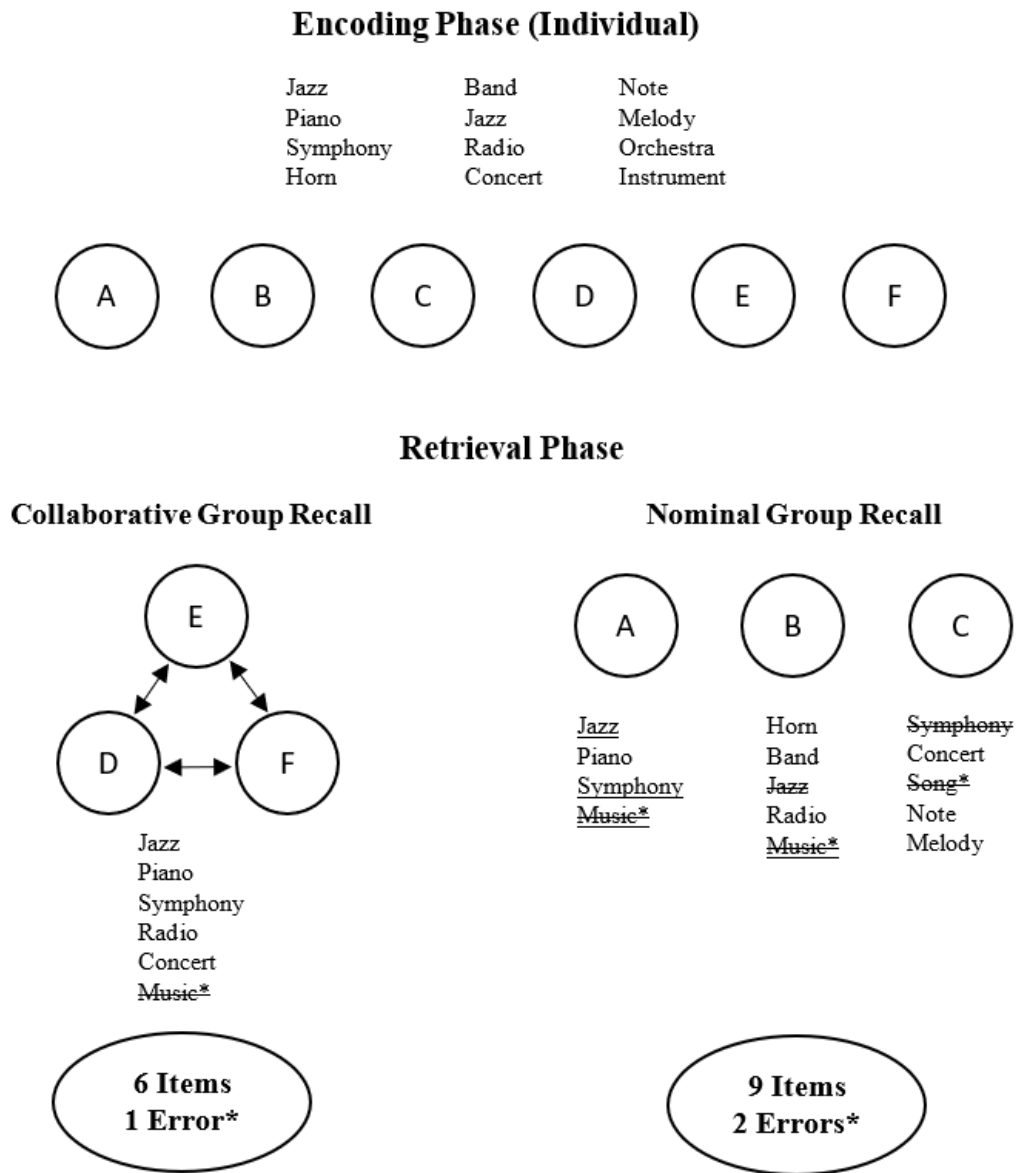 Encoding Phase (Individual)
Jazz Band Note
Piano Jazz Melody
Symphony Radio Orchestra
Horn Concert Instrument
A B C D E F
Retrieval Phase
Collaborative Group Recall
E
D F
Jazz
Piano
Symphony
Radio
Concert
Music*
6 Items
1 Error*
Nominal Group Recall
A B C
Jazz
Piano
Symphony
Music*
Horn
Band
Jazz
Radio
Music*
Symphony
Concert
Song*
Note
Melody
9 Items
2 Errors*